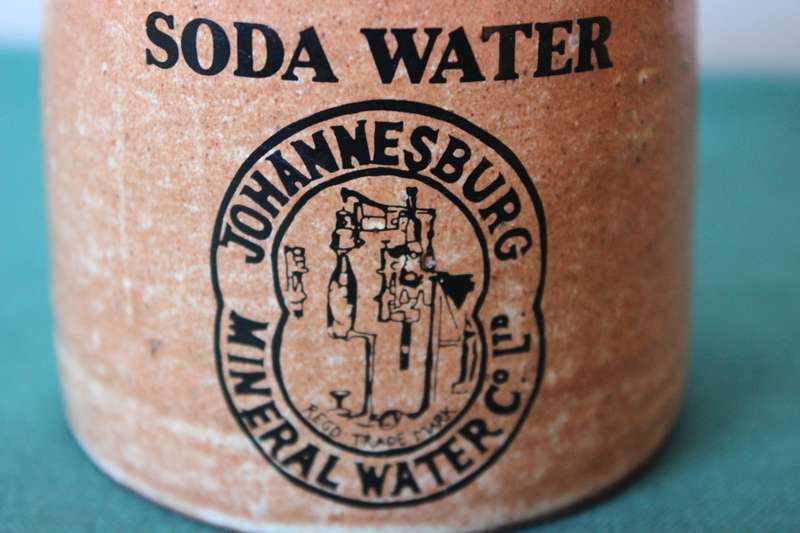 SODA WATER
JOHANNESBURG
MINERAL WATER Co LTD
REGD TRADE MARK